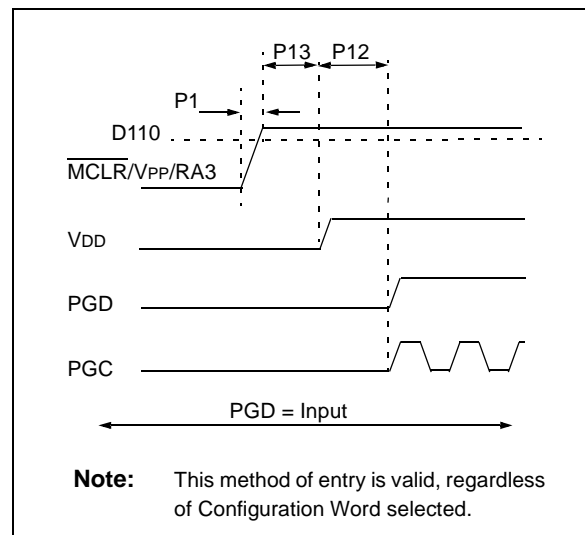 P13 P12
P1
D110
MCLR/VPP/RA3
VDD
PGD
PGC
PGD = Input
Note: This method of entry is valid, regardless
of Configuration Word selected.